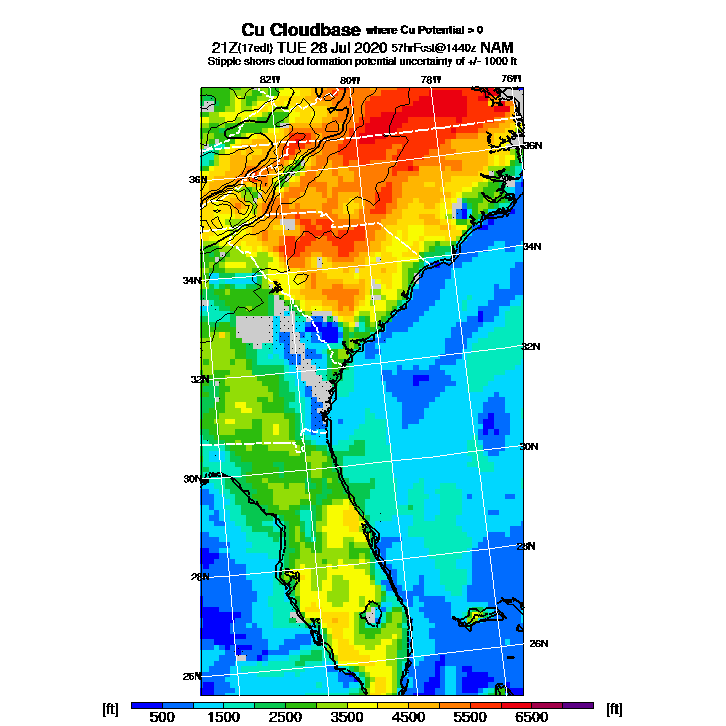 Cu Cloudbase where Cu Potential > 0
21Z(17edt) TUE 28 Jul 2020 57hrFcst@1440z NAM
Stipple shows cloud formation potential uncertainty of +/- 1000 ft
82W 80W 78W 76W
36N
36N
34N
34N
32N
32N
30N
30N
28N
28N
26N
26N
[ft] 500 1500 2500 3500 4500 5500 6500 [ft]